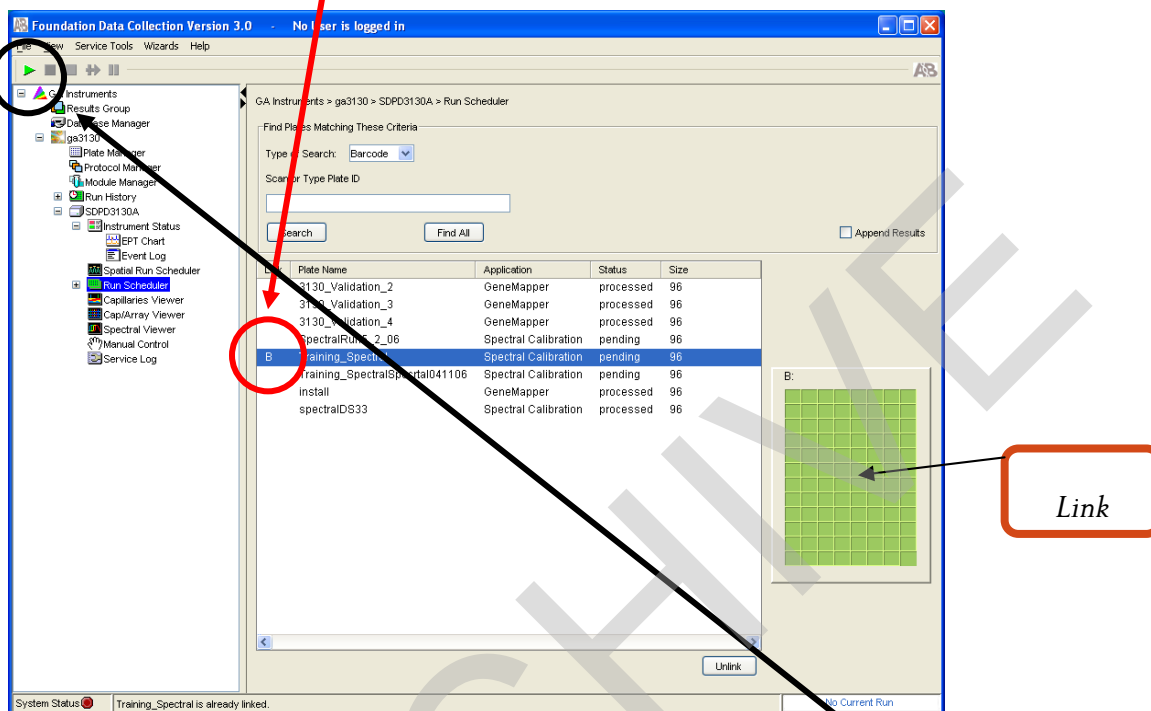 Foundation Data Collection Version 3.0 - No User is logged in
File View Service Tools Wizards Help
AB
GA Instruments
Results Group
Database Manager
ga3130
Plate Manager
Protocol Manager
Module Manager
Run History
SDPD3130A
Instrument Status
EPT Chart
Event Log
Spatial Run Scheduler
Run Scheduler
Capillaries Viewer
Cap/Array Viewer
Spectral Viewer
Manual Control
Service Log
GA Instruments > ga3130 > SDPD3130A > Run Scheduler
Find Plates Matching These Criteria
Type of Search: Barcode
Scan or Type Plate ID
Search Find All Append Results
Plate Name Application Status Size
3130_Validation_2 GeneMapper processed 96
3130_Validation_3 GeneMapper processed 96
3130_Validation_4 GeneMapper processed 96
SpectralRun5_2_06 Spectral Calibration pending 96
B Training_Spectral Spectral Calibration pending 96
Training_SpectralSpecrtal041106 Spectral Calibration pending 96
install GeneMapper processed 96
spectralDS33 Spectral Calibration processed 96
B:
Link
Unlink
System Status Training_Spectral is already linked. No Current Run